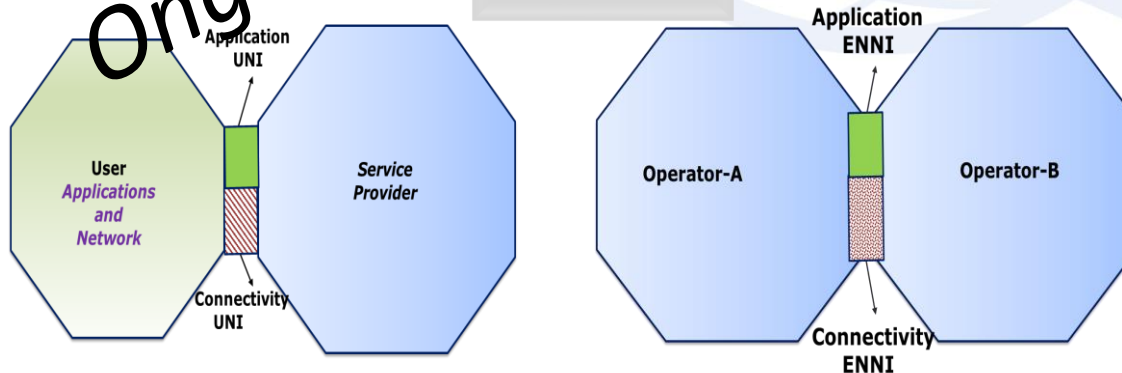 Application
UNI
User
Applications
and
Network
Service
Provider
Connectivity
UNI
Application
ENNI
Operator-A
Operator-B
Connectivity
ENNI